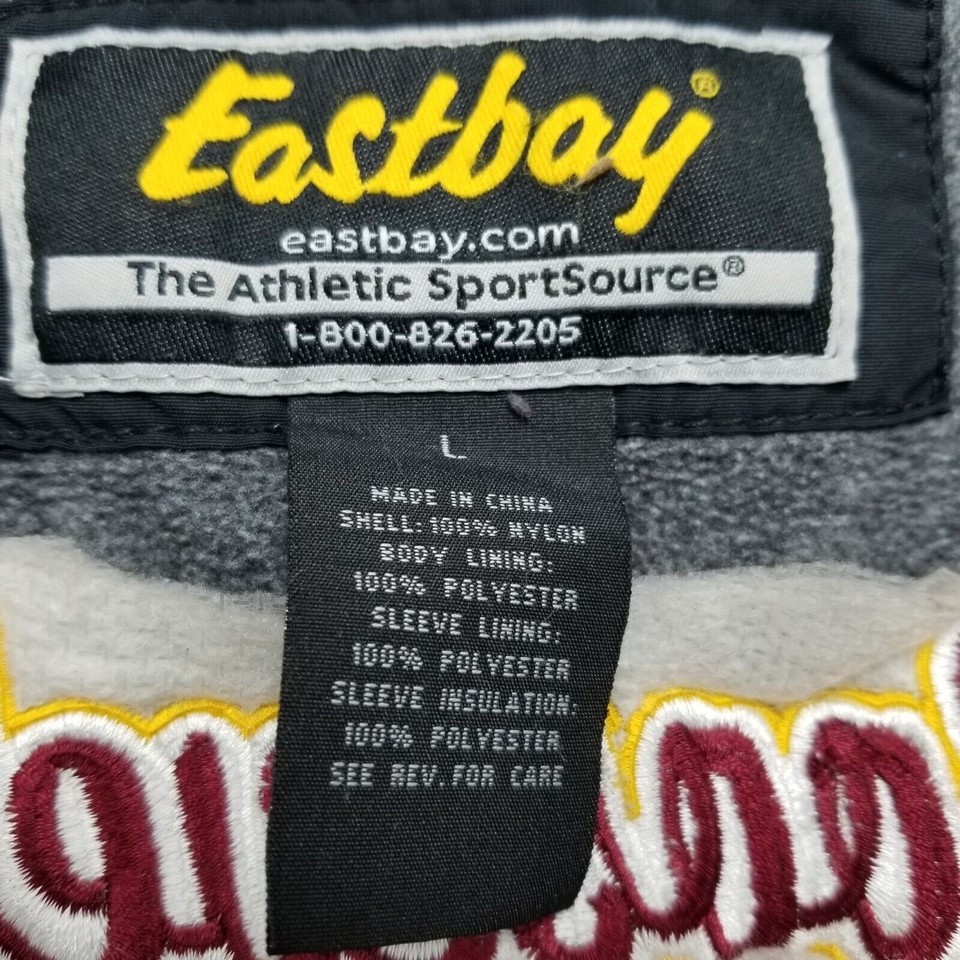 Eastbay®
eastbay.com
The Athletic SportSource®
1-800-826-2205
L
MADE IN CHINA
SHELL: 100% NYLON
BODY LINING:
100% POLYESTER
SLEEVE LINING:
100% POLYESTER
SLEEVE INSULATION:
100% POLYESTER
SEE REV. FOR CARE